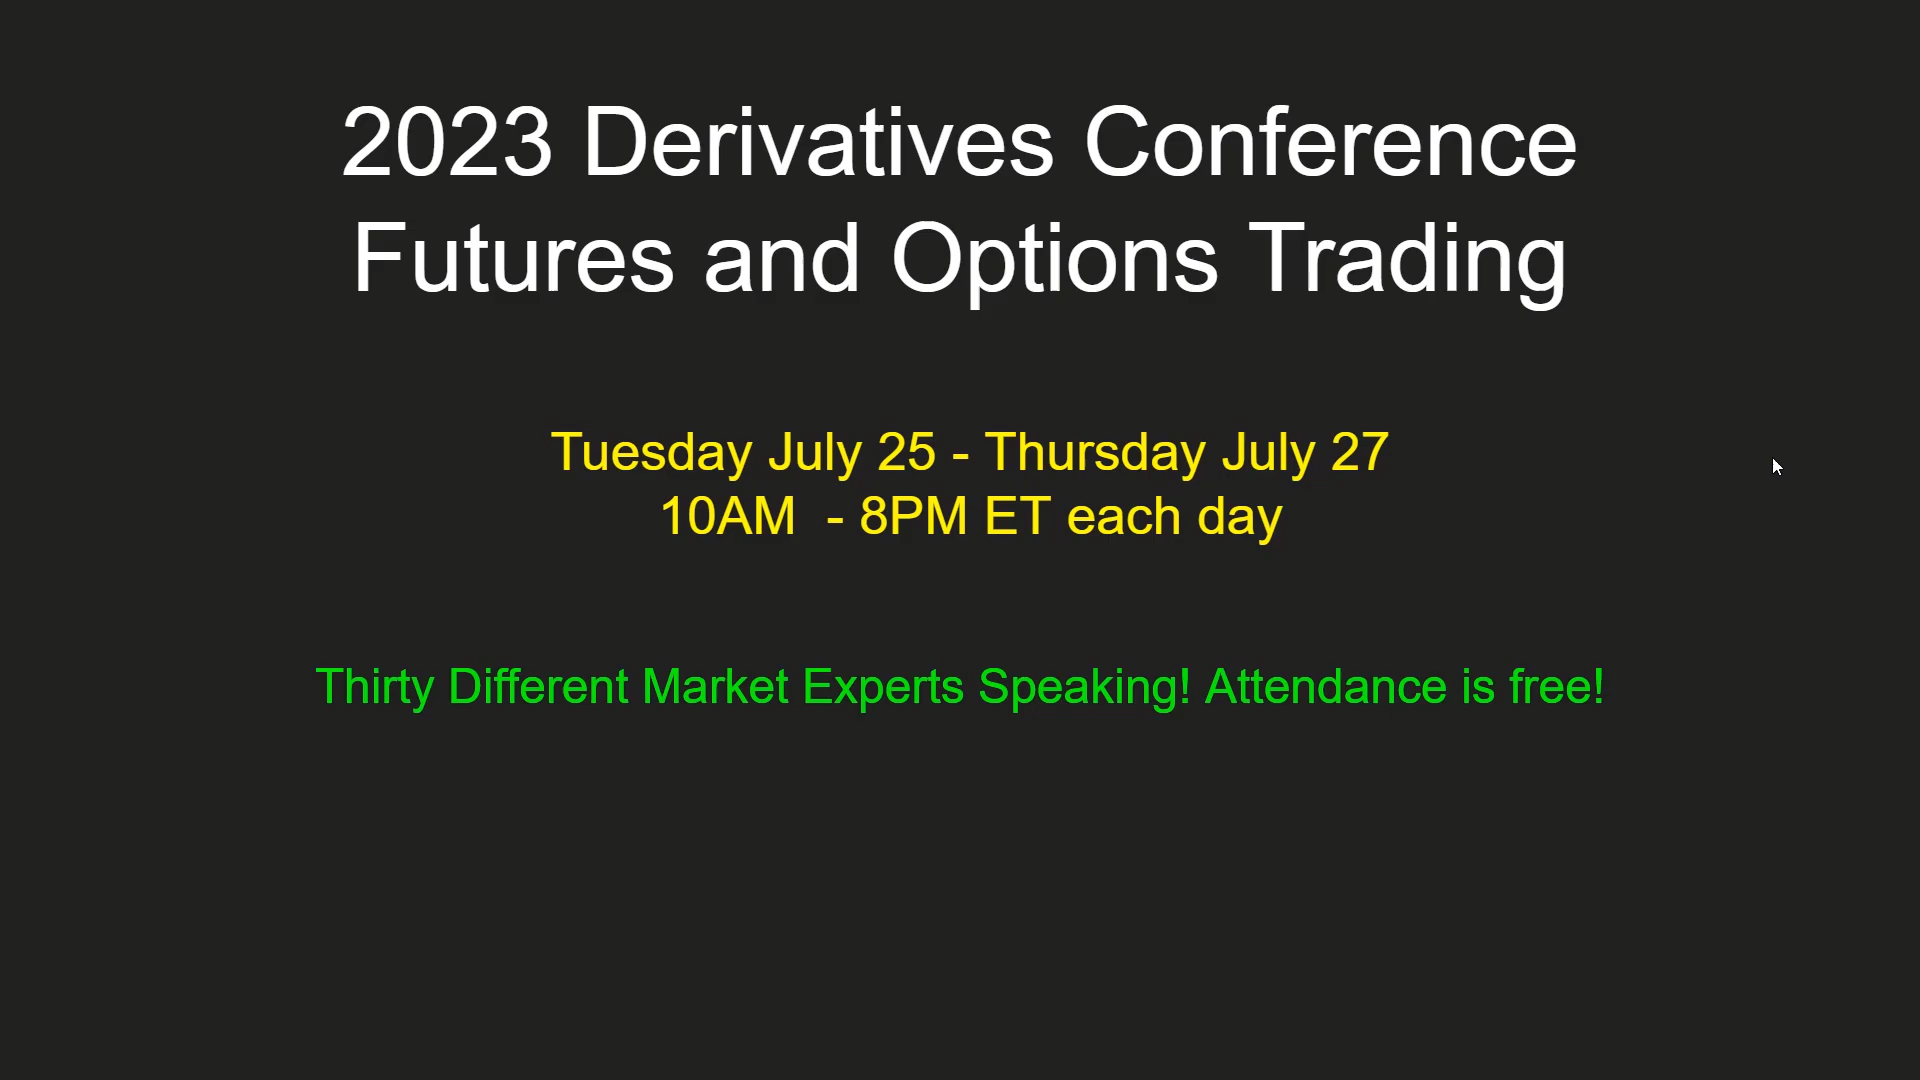 2023 Derivatives Conference
Futures and Options Trading
Tuesday July 25 - Thursday July 27
10AM  - 8PM ET each day
Thirty Different Market Experts Speaking! Attendance is free!